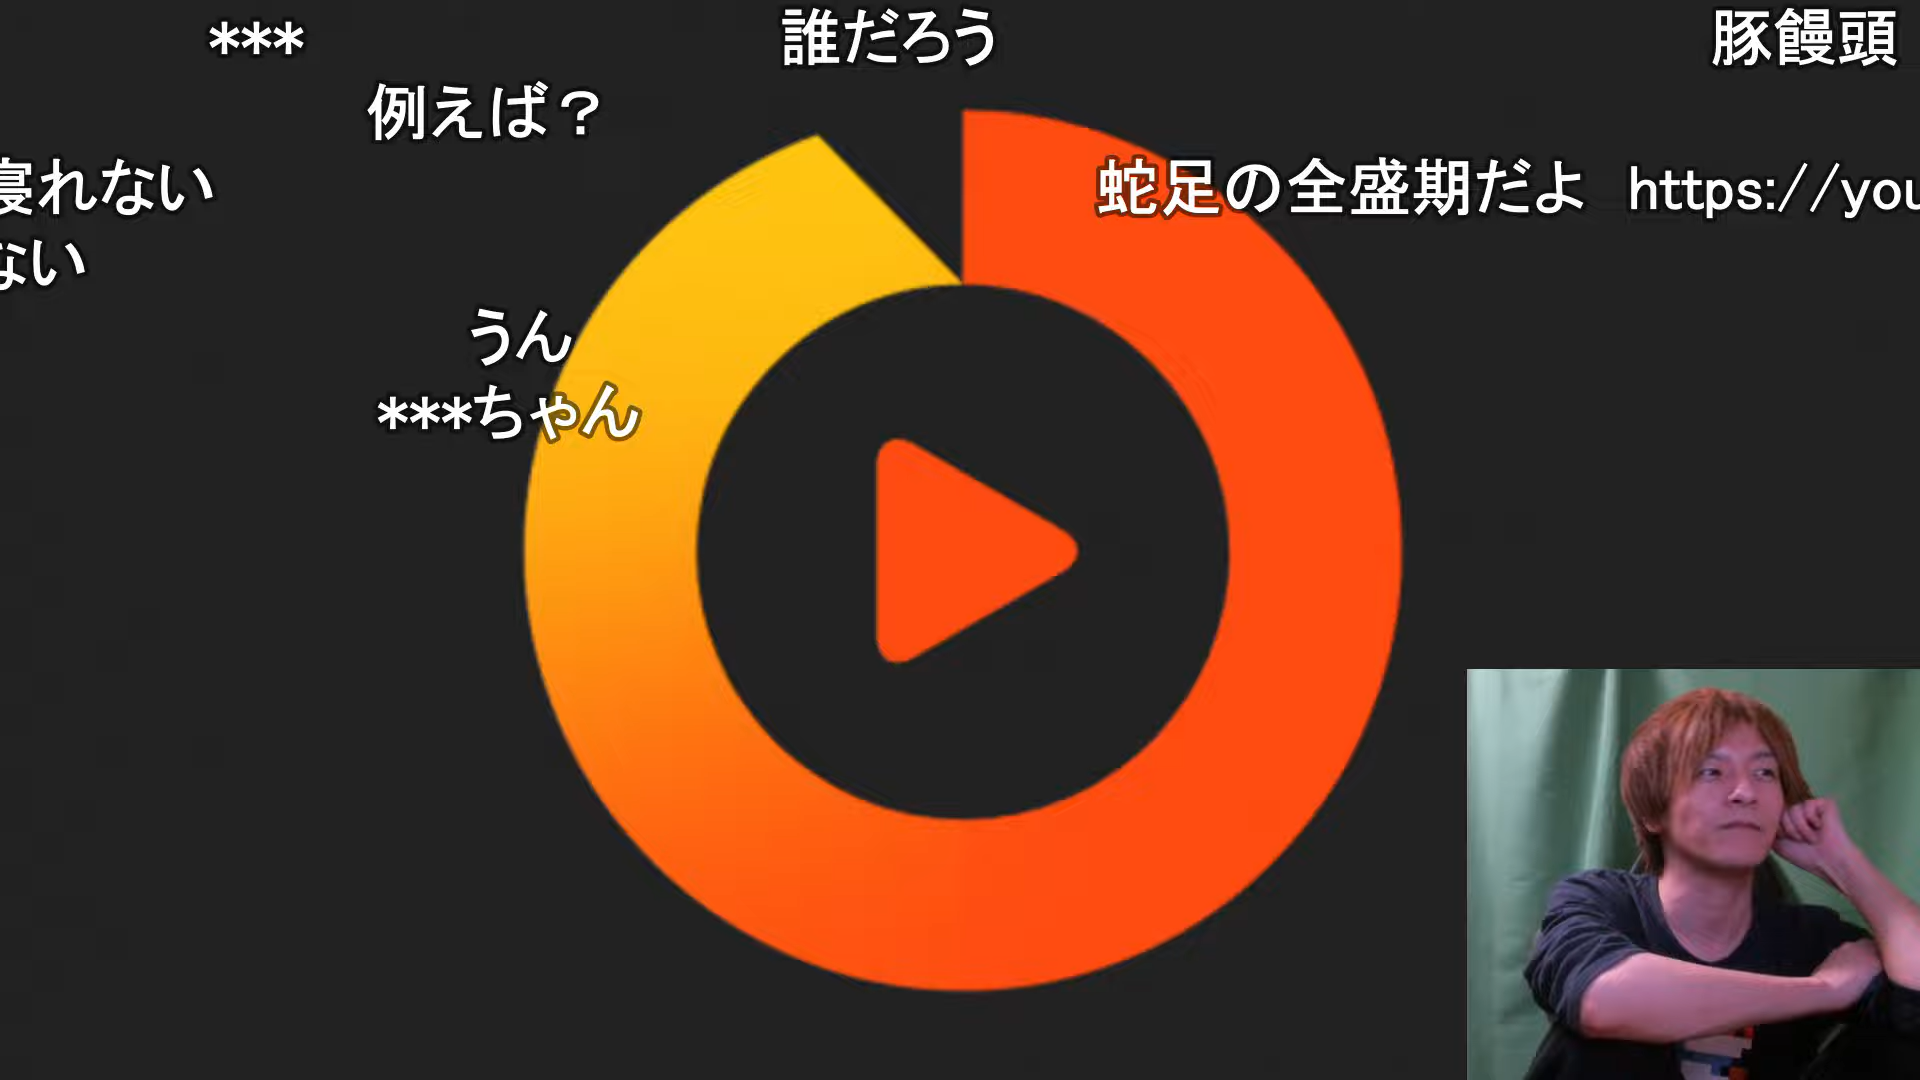 ***
誰だろう
豚饅頭
例えば？
寝れない
蛇足の全盛期だよ　https://you
ない
うん
***ちゃん